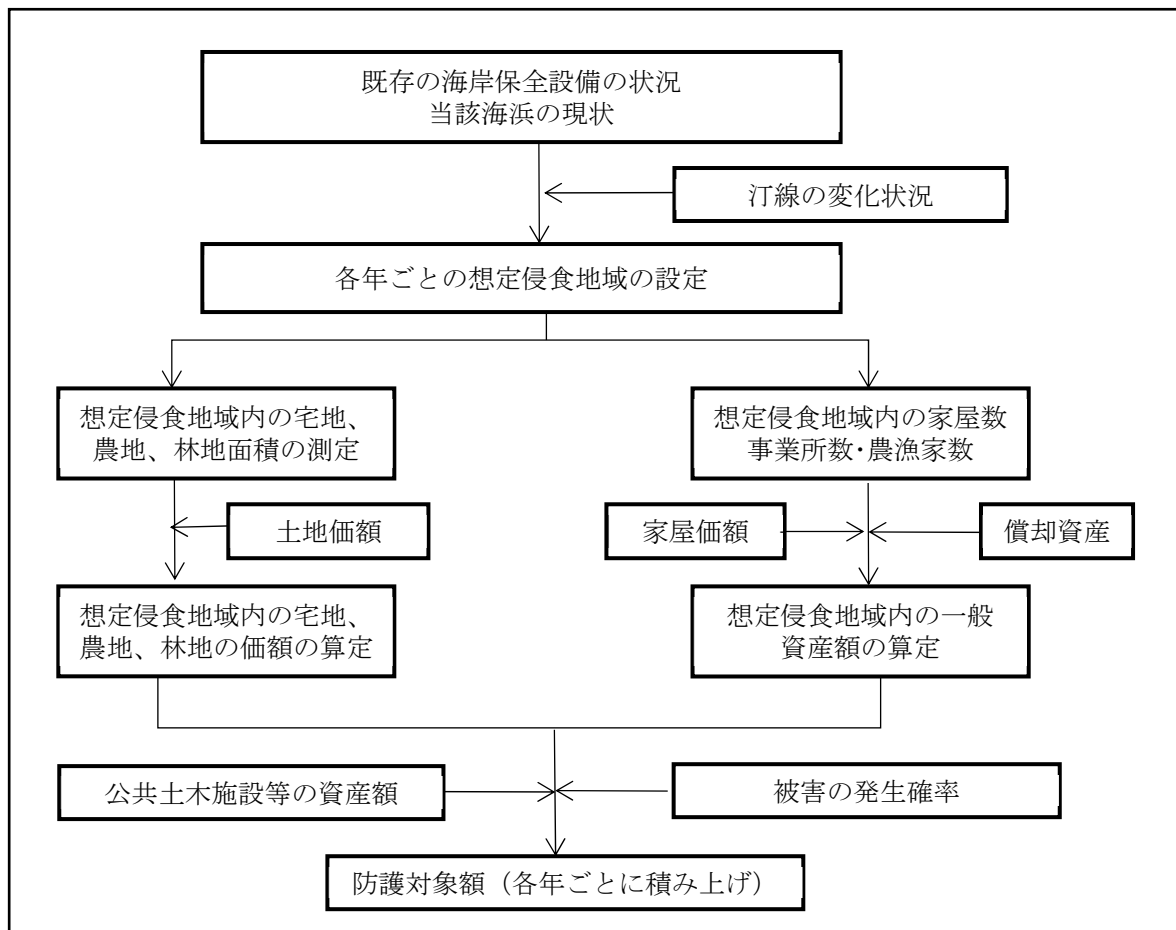 既存の海岸保全設備の状況
当該海浜の現状
汀線の変化状況
各年ごとの想定侵食地域の設定
想定侵食地域内の宅地、
農地、林地面積の測定
想定侵食地域内の家屋数
事業所数･農漁家数
土地価額
家屋価額
償却資産
想定侵食地域内の宅地、
農地、林地の価額の算定
想定侵食地域内の一般
資産額の算定
公共土木施設等の資産額
被害の発生確率
防護対象額（各年ごとに積み上げ）